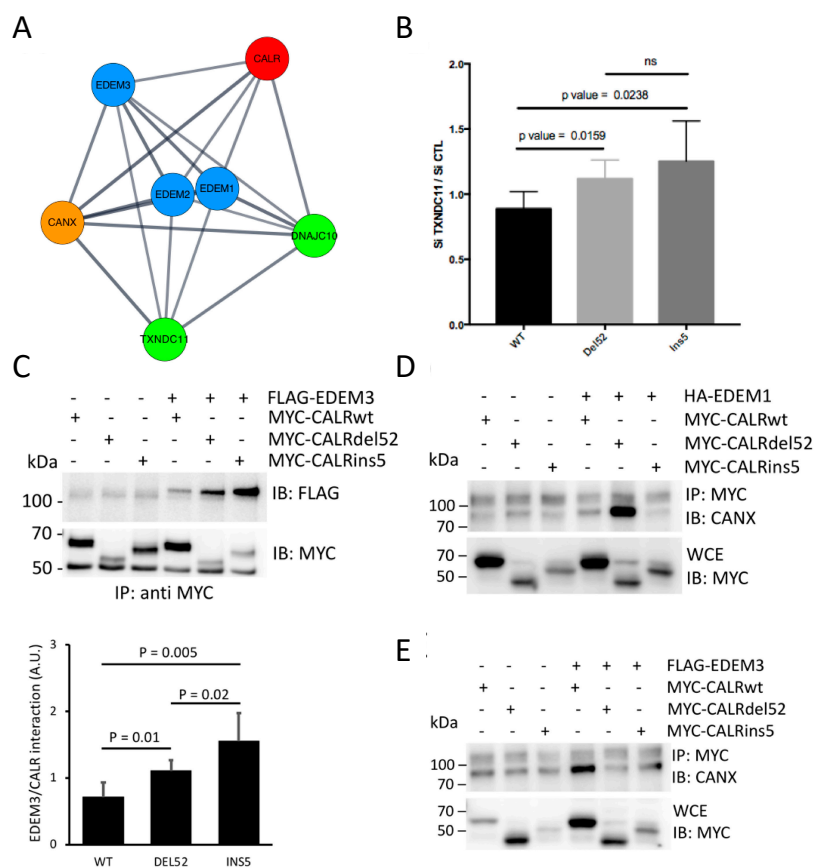 A
CALR
EDEM3
EDEM2
EDEM1
CANX
DNAJC10
TXNDC11
B
Si TXNDC11 / Si CTL
2.0
1.5
1.0
0.5
0.0
ns
p value = 0.0238
p value = 0.0159
WT
Del52
Ins5
C
- - - + + + FLAG-EDEM3
+ - - + - - MYC-CALRwt
- + - - + - MYC-CALRdel52
- - + - - + MYC-CALRins5
kDa
100 -
IB: FLAG
70
50 -
IB: MYC
IP: anti MYC
EDEM3/CALR interaction (A.U.)
3
2
1
0
P = 0.005
P = 0.02
P = 0.01
WT DEL52 INS5
D
- - - + + + HA-EDEM1
+ - - + - - MYC-CALRwt
- + - - + - MYC-CALRdel52
- - + - - + MYC-CALRins5
kDa
100 -
70 -
IP: MYC
IB: CANX
70 -
50 -
WCE
IB: MYC
E
- - - + + + FLAG-EDEM3
+ - - + - - MYC-CALRwt
- + - - + - MYC-CALRdel52
- - + - - + MYC-CALRins5
kDa
100 -
70 -
IP: MYC
IB: CANX
70 -
50 -
WCE
IB: MYC